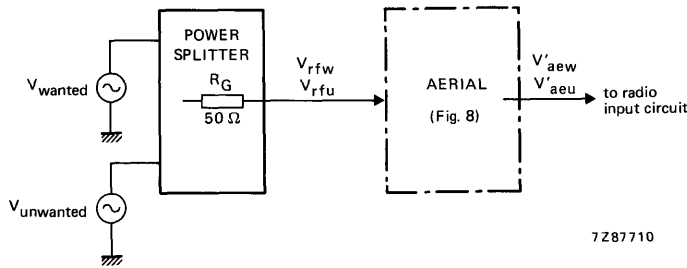 POWER
SPLITTER
R_G
50 Ω
V_wanted
V_unwanted
V_rfw
V_rfu
AERIAL
(Fig. 8)
V'_aew
V'_aeu
to radio
input circuit
7Z87710